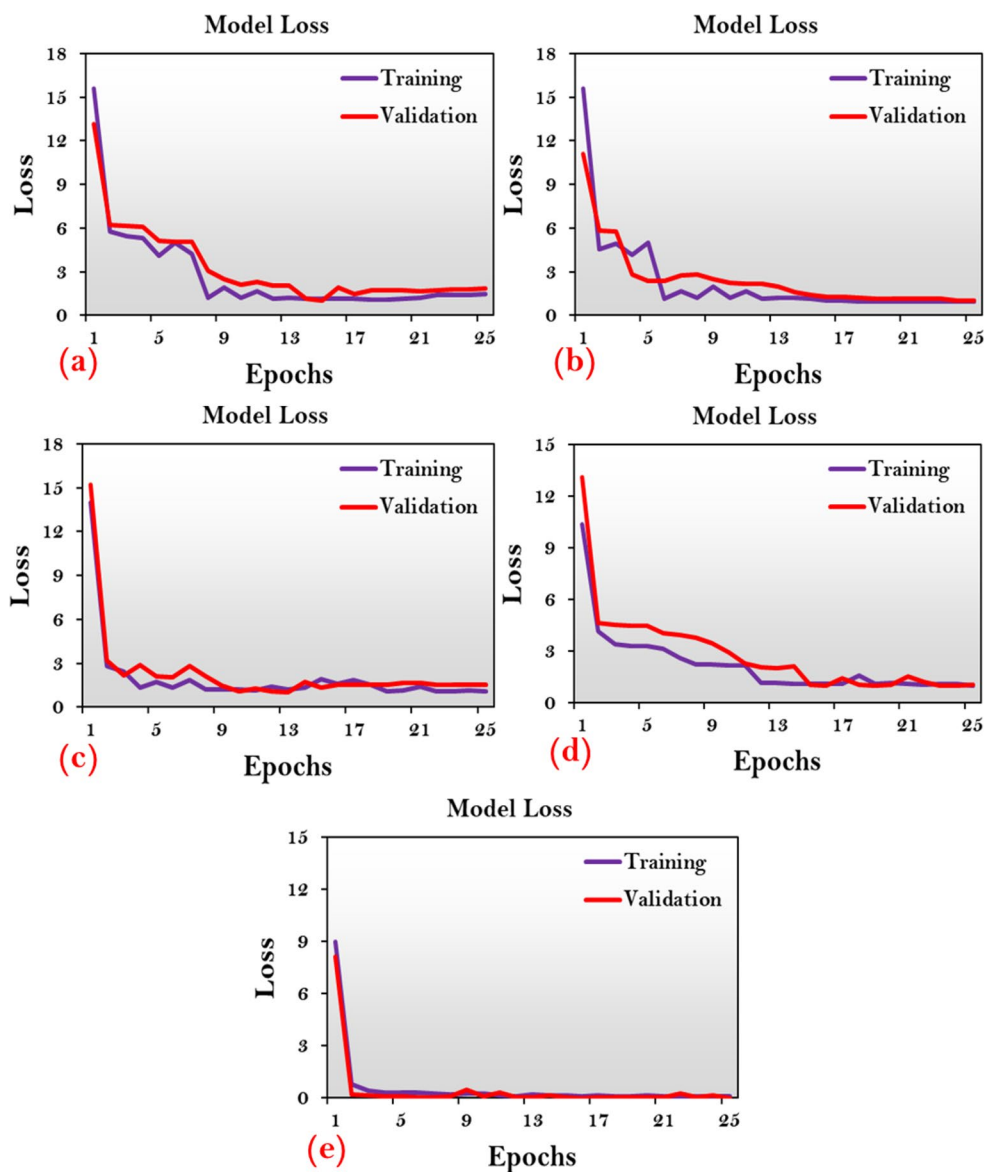 Model Loss
18
15
12
9
6
3
0
Loss
Training
Validation
1 5 9 13 17 21 25
Epochs
(a)
Model Loss
18
15
12
9
6
3
0
Loss
Training
Validation
1 5 9 13 17 21 25
Epochs
(b)
Model Loss
18
15
12
9
6
3
0
Loss
Training
Validation
1 5 9 13 17 21 25
Epochs
(c)
Model Loss
15
12
9
6
3
0
Loss
Training
Validation
1 5 9 13 17 21 25
Epochs
(d)
Model Loss
15
12
9
6
3
0
Loss
Training
Validation
1 5 9 13 17 21 25
Epochs
(e)